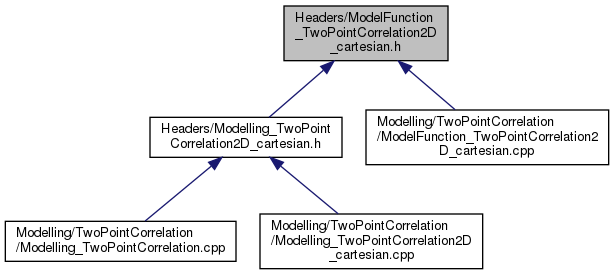 Headers/ModelFunction
_TwoPointCorrelation2D
_cartesian.h
Headers/Modelling_TwoPoint
Correlation2D_cartesian.h
Modelling/TwoPointCorrelation
/ModelFunction_TwoPointCorrelation2
D_cartesian.cpp
Modelling/TwoPointCorrelation
/Modelling_TwoPointCorrelation.cpp
Modelling/TwoPointCorrelation
/Modelling_TwoPointCorrelation2D
_cartesian.cpp